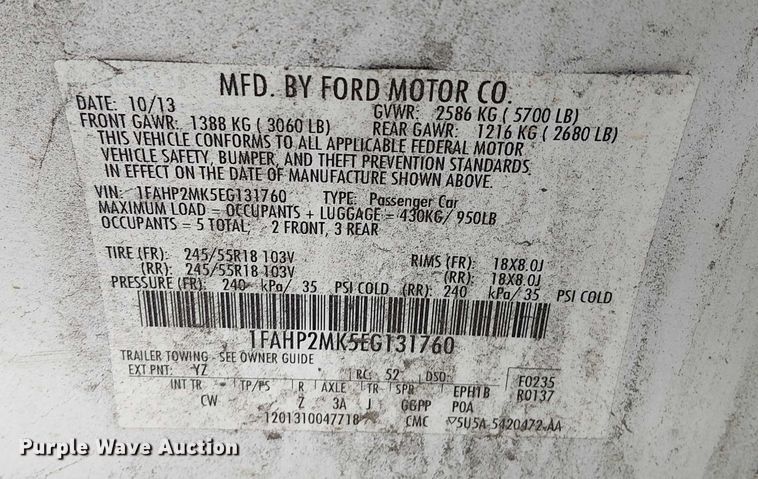 MFD. BY FORD MOTOR CO.
DATE: 10/13 GVWR: 2586 KG ( 5700 LB)
FRONT GAWR: 1388 KG ( 3060 LB) REAR GAWR: 1216 KG ( 2680 LB)
THIS VEHICLE CONFORMS TO ALL APPLICABLE FEDERAL MOTOR
VEHICLE SAFETY, BUMPER, AND THEFT PREVENTION STANDARDS
IN EFFECT ON THE DATE OF MANUFACTURE SHOWN ABOVE.
VIN: 1FAHP2MK5EG131760 TYPE: Passenger Car
MAXIMUM LOAD = OCCUPANTS + LUGGAGE = 430KG/ 950LB
OCCUPANTS = 5 TOTAL, 2 FRONT, 3 REAR
TIRE (FR): 245/55R18 103V RIMS (FR): 18X8.0J
(RR): 245/55R18 103V (RR): 18X8.0J
PRESSURE (FR): 240 kPa/ 35 PSI COLD (RR): 240 kPa/ 35 PSI COLD
1FAHP2MK5EG131760
TRAILER TOWING - SEE OWNER GUIDE
EXT PNT: YZ RC: 52 DSO: F0235
INT TR TP/PS R AXLE TR SPR EPH1B R0137
CW Z 3A J GGPP POA
1201310047718 CMC 5U5A-5420472-AA
Purple Wave Auction